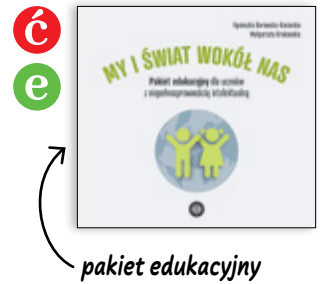 ć
e
Agnieszka Borowska-Kociemba
Małgorzata Krukowska
MY I ŚWIAT WOKÓŁ NAS
Pakiet edukacyjny dla uczniów
z niepełnosprawnością intelektualną
pakiet edukacyjny